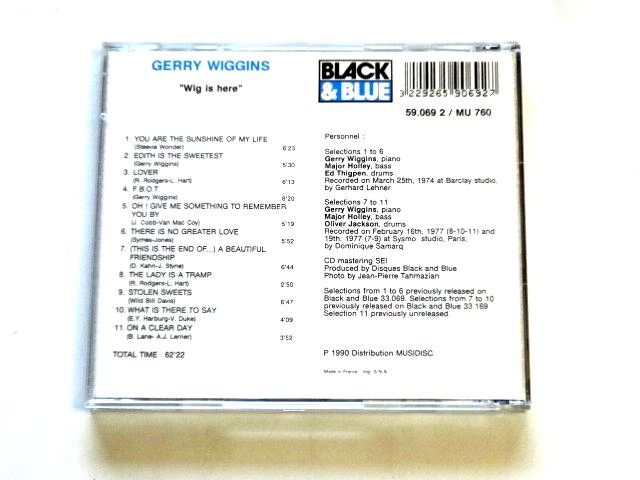 GERRY WIGGINS
"Wig is here"
BLACK
& BLUE
3 229265 906927
59.069 2 / MU 760
1. YOU ARE THE SUNSHINE OF MY LIFE
(Steevie Wonder) 6'23
2. EDITH IS THE SWEETEST
(Gerry Wiggins) 5'30
3. LOVER
(R. Rodgers-L. Hart) 6'13
4. F.B.O.T
(Gerry Wiggins) 8'20
5. OH ! GIVE ME SOMETHING TO REMEMBER
YOU BY
(J. Cobb-Van Mac Coy) 5'19
6. THERE IS NO GREATER LOVE
(Symes-Jones) 5'52
7. (THIS IS THE END OF...) A BEAUTIFUL
FRIENDSHIP
(D. Kahn-J. Styne) 6'44
8. THE LADY IS A TRAMP
(R. Rodgers-L. Hart) 2'50
9. STOLEN SWEETS
(Wild Bill Davis) 6'47
10. WHAT IS THERE TO SAY
(E.Y. Harburg-V. Duke) 4'09
11. ON A CLEAR DAY
(B. Lane- A.J. Lerner) 3'52
TOTAL TIME : 62'22
Personnel :
Selections 1 to 6
Gerry Wiggins, piano
Major Holley, bass
Ed Thigpen, drums
Recorded on March 25th, 1974 at Barclay studio,
by Gerhard Lehner
Selections 7 to 11
Gerry Wiggins, piano
Major Holley, bass
Oliver Jackson, drums
Recorded on February 16th, 1977 (8-10-11) and
19th, 1977 (7-9) at Sysmo studio, Paris,
by Dominique Samarq
CD mastering SEI
Produced by Disques Black and Blue
Photo by Jean-Pierre Tahmazian
Selections from 1 to 6 previously released on
Black and Blue 33.069. Selections from 7 to 10
previously released on Black and Blue 33.169
Selection 11 previously unreleased.
P 1990 Distribution MUSIDISC
Made in France imp. S.N.A.